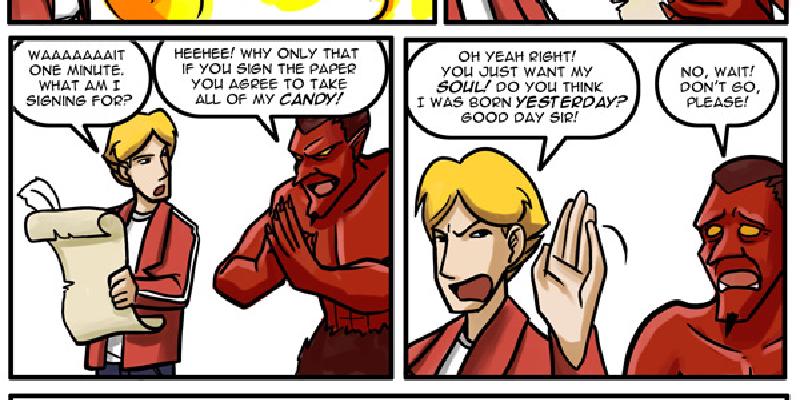 WAAAAAAAIT
ONE MINUTE.
WHAT AM I
SIGNING FOR?
HEEHEE! WHY ONLY THAT
IF YOU SIGN THE PAPER
YOU AGREE TO TAKE
ALL OF MY CANDY!
OH YEAH RIGHT!
YOU JUST WANT MY
SOUL! DO YOU THINK
I WAS BORN YESTERDAY?
GOOD DAY SIR!
NO, WAIT!
DON'T GO,
PLEASE!